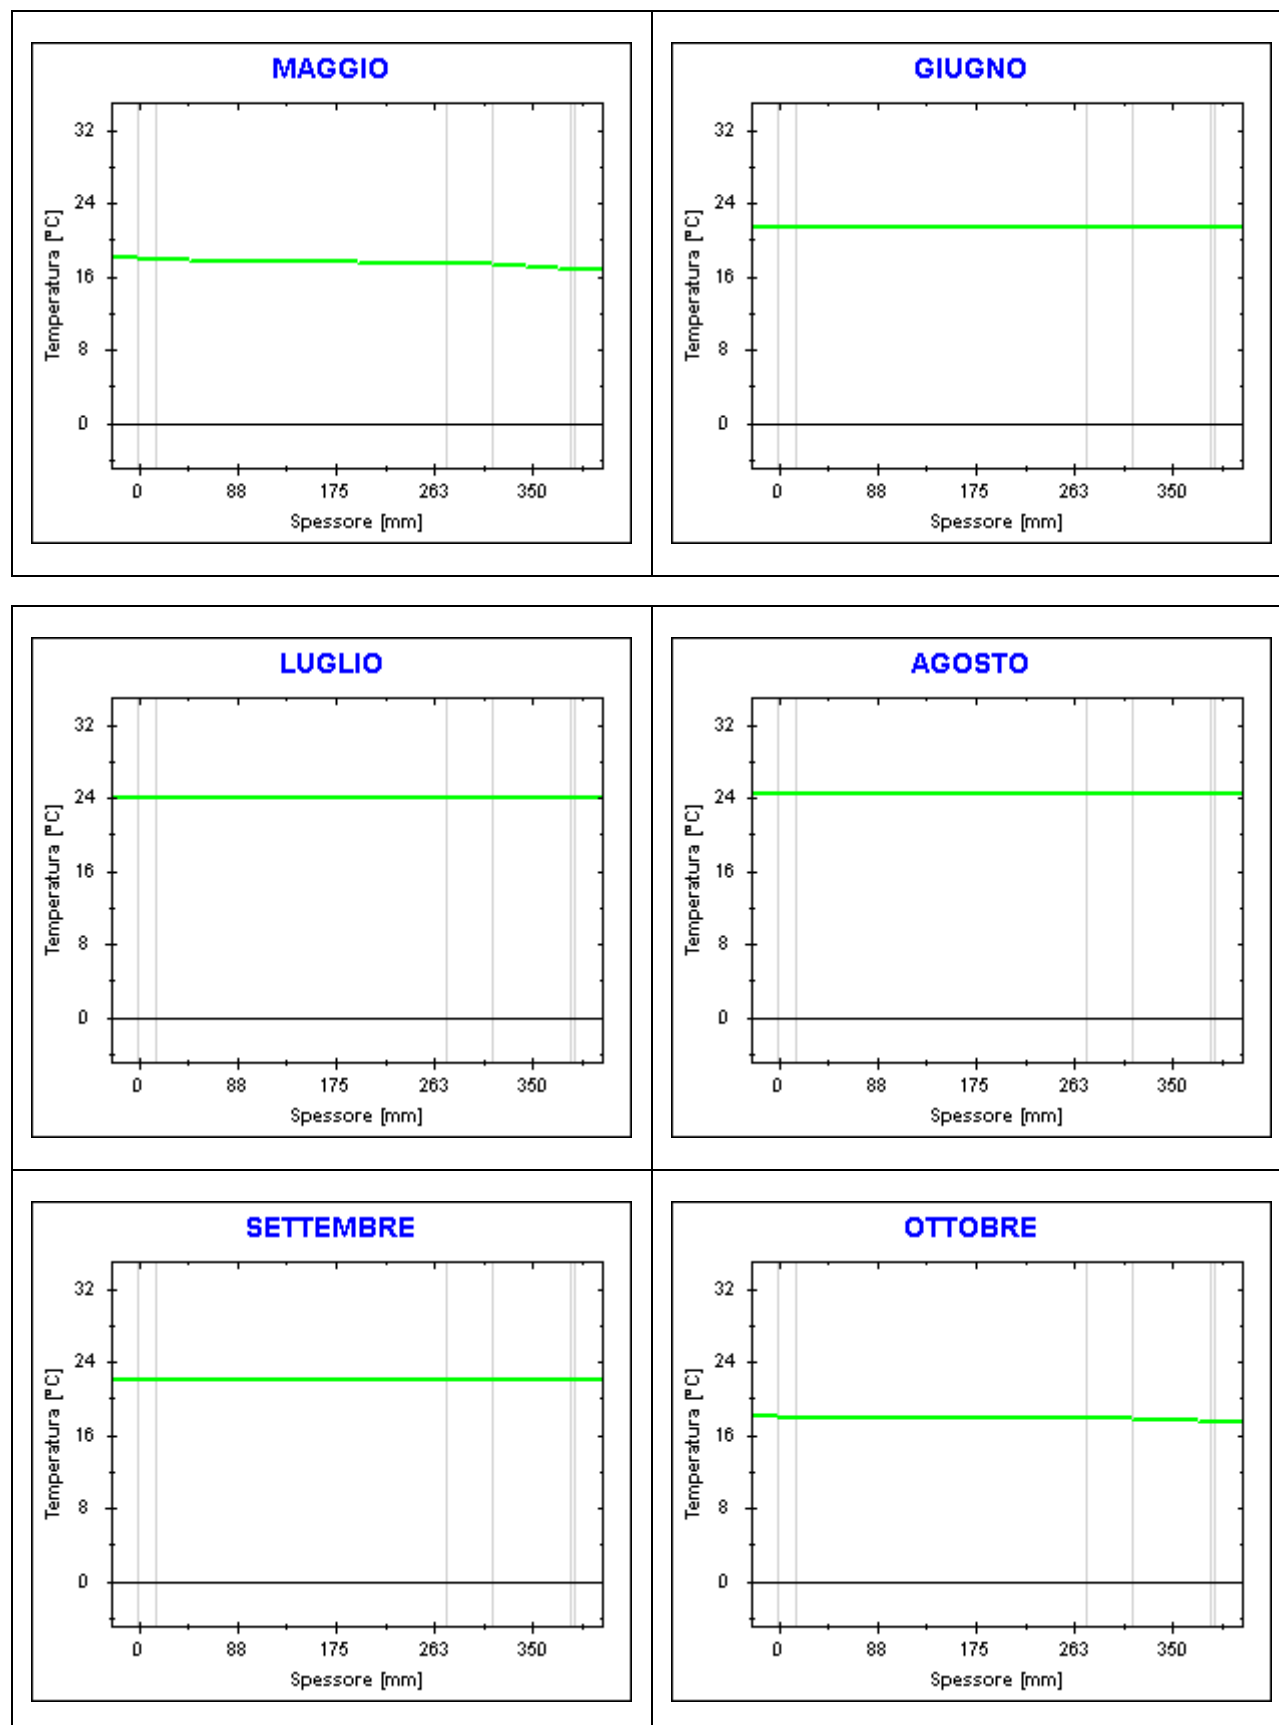 MAGGIO
32
24
16
8
0
Temperatura [°C]
0 88 175 263 350
Spessore [mm]
GIUGNO
32
24
16
8
0
Temperatura [°C]
0 88 175 263 350
Spessore [mm]
LUGLIO
32
24
16
8
0
Temperatura [°C]
0 88 175 263 350
Spessore [mm]
AGOSTO
32
24
16
8
0
Temperatura [°C]
0 88 175 263 350
Spessore [mm]
SETTEMBRE
32
24
16
8
0
Temperatura [°C]
0 88 175 263 350
Spessore [mm]
OTTOBRE
32
24
16
8
0
Temperatura [°C]
0 88 175 263 350
Spessore [mm]